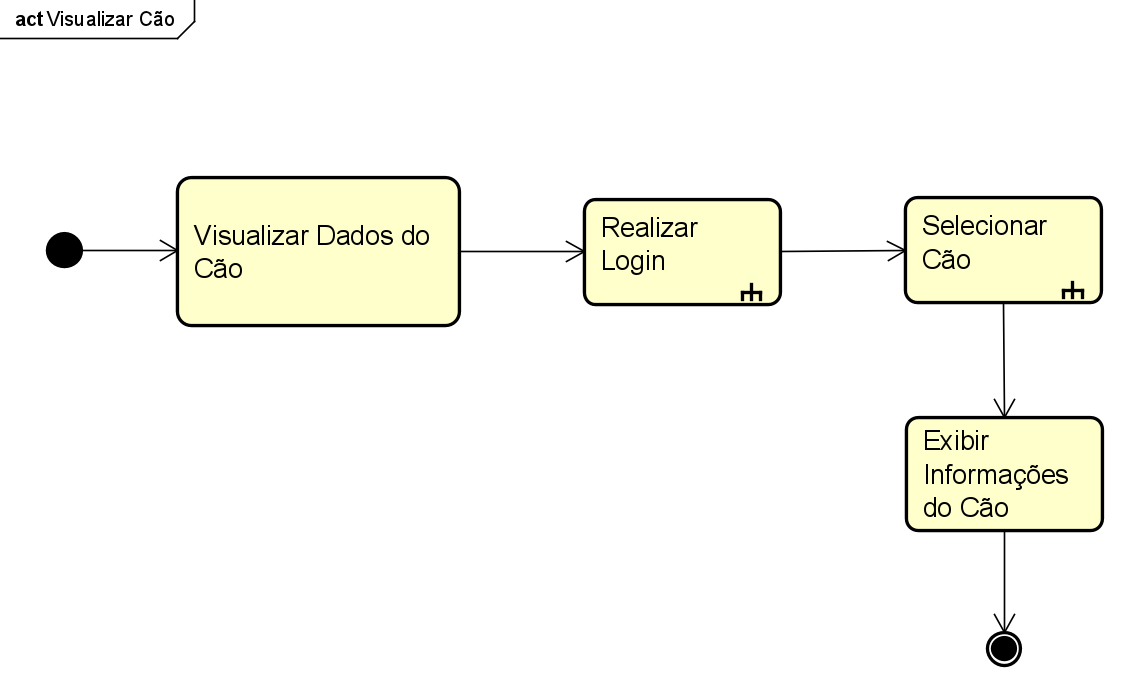 act Visualizar Cão
Visualizar Dados do
Cão
Realizar
Login
Selecionar
Cão
Exibir
Informações
do Cão